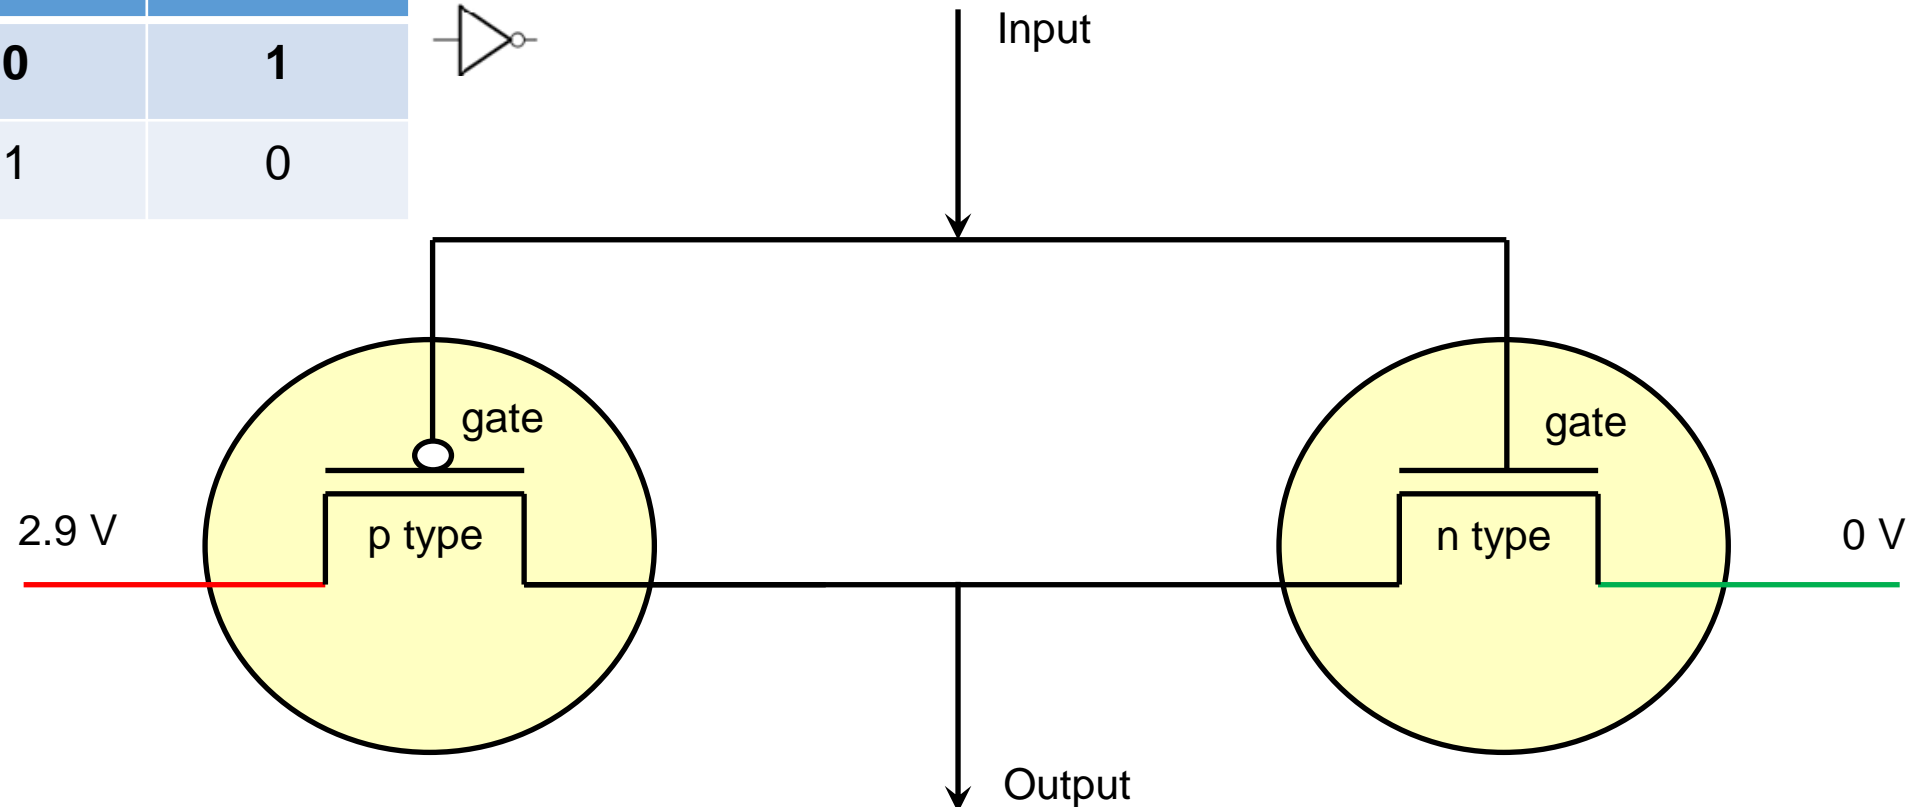 Input
0 1
1 0
gate
gate
2.9 V
p type
n type
0 V
Output